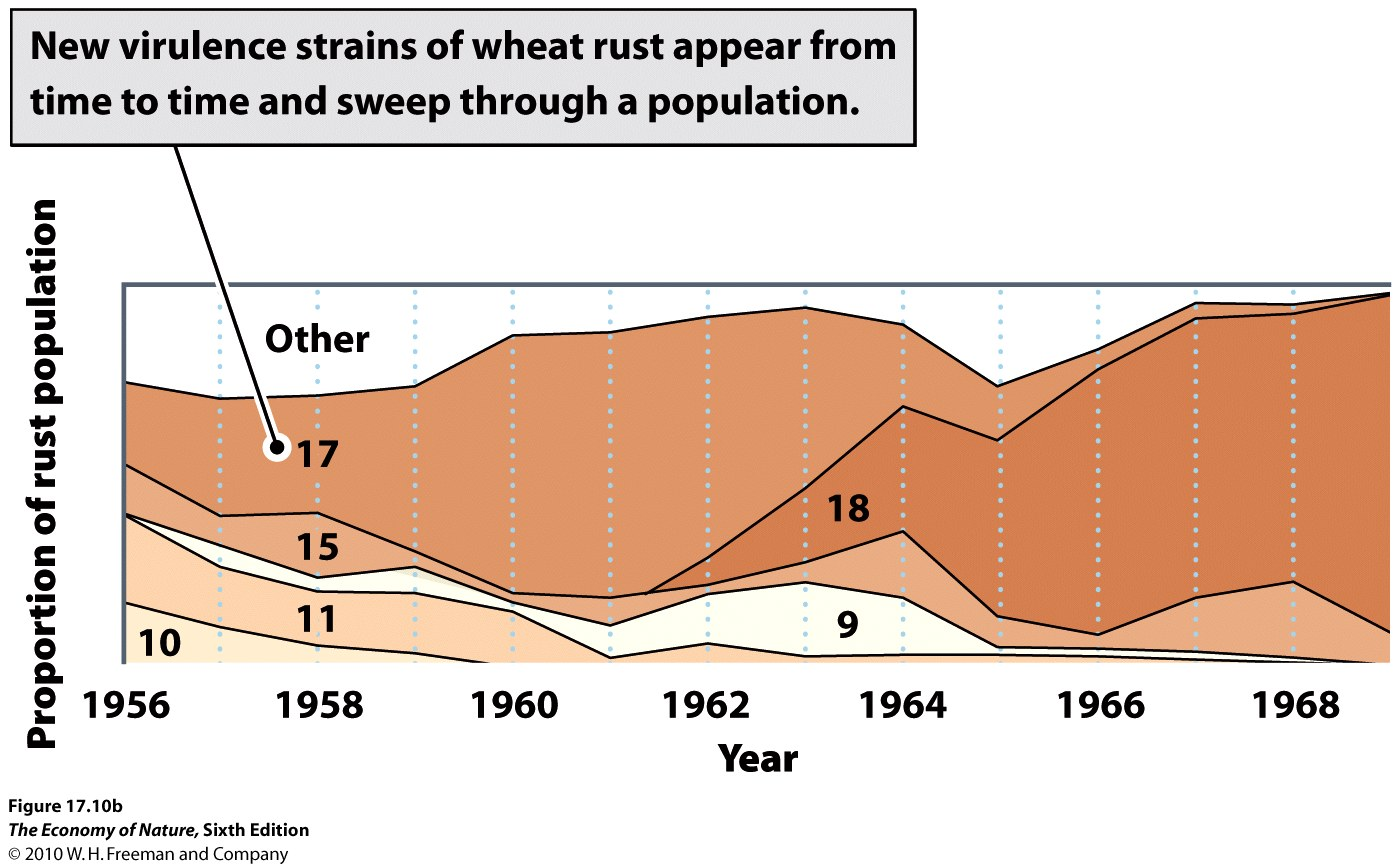 New virulence strains of wheat rust appear from
time to time and sweep through a population.
Proportion of rust population
Other
17
18
15
11
9
10
1956 1958 1960 1962 1964 1966 1968
Year
Figure 17.10b
The Economy of Nature, Sixth Edition
© 2010 W. H. Freeman and Company